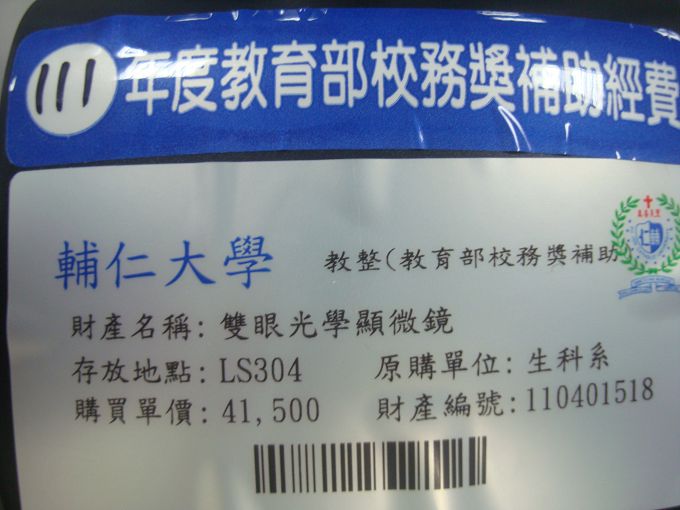 111 年度教育部校務獎補助經費
輔仁大學 教整(教育部校務獎補助
財產名稱: 雙眼光學顯微鏡
存放地點: LS304 原購單位: 生科系
購買單價: 41,500 財產編號: 110401518